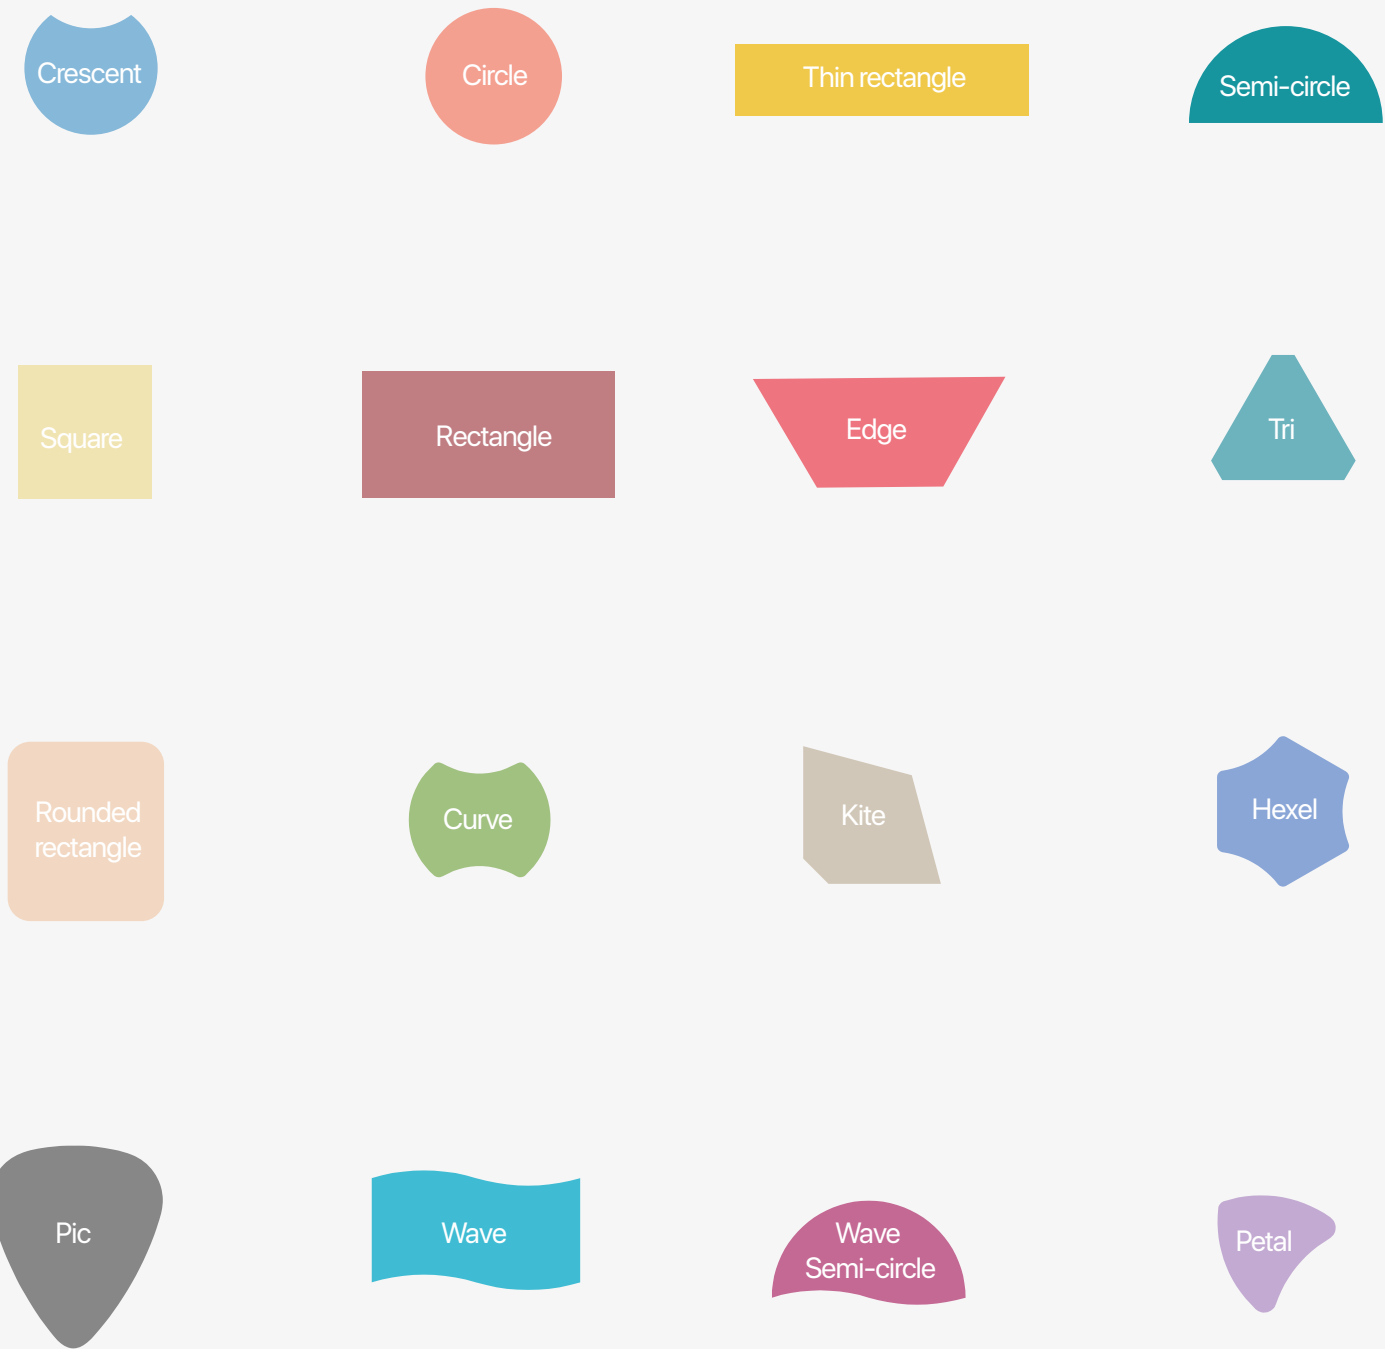 Crescent
Circle
Thin rectangle
Semi-circle
Square
Rectangle
Edge
Tri
Rounded
rectangle
Curve
Kite
Hexel
Pic
Wave
Wave
Semi-circle
Petal